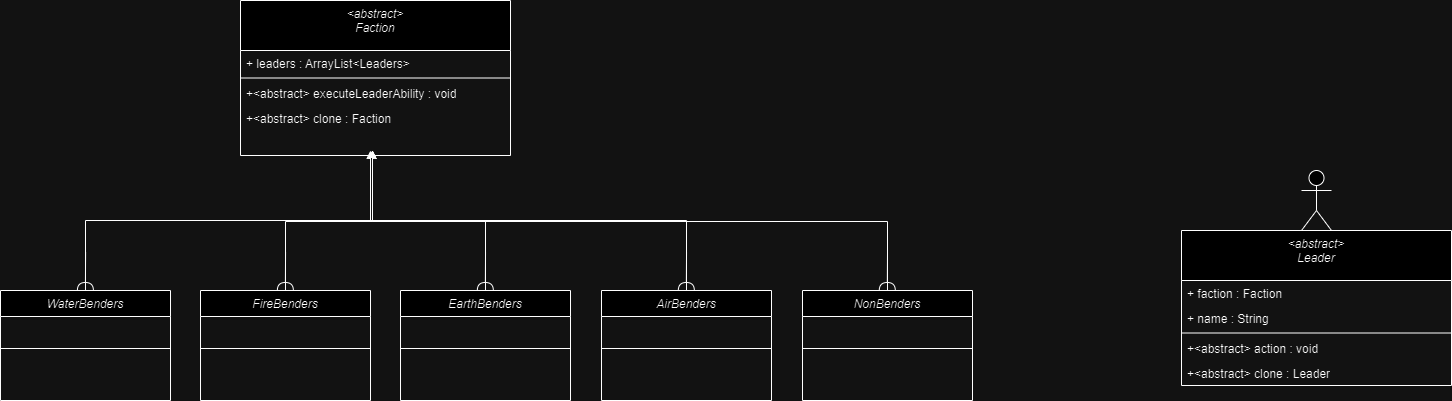 <abstract>
Faction
+ leaders : ArrayList<Leaders>
+<abstract> executeLeaderAbility : void
+<abstract> clone : Faction
<abstract>
Leader
+ faction : Faction
+ name : String
+<abstract> action : void
+<abstract> clone : Leader
WaterBenders
FireBenders
EarthBenders
AirBenders
NonBenders